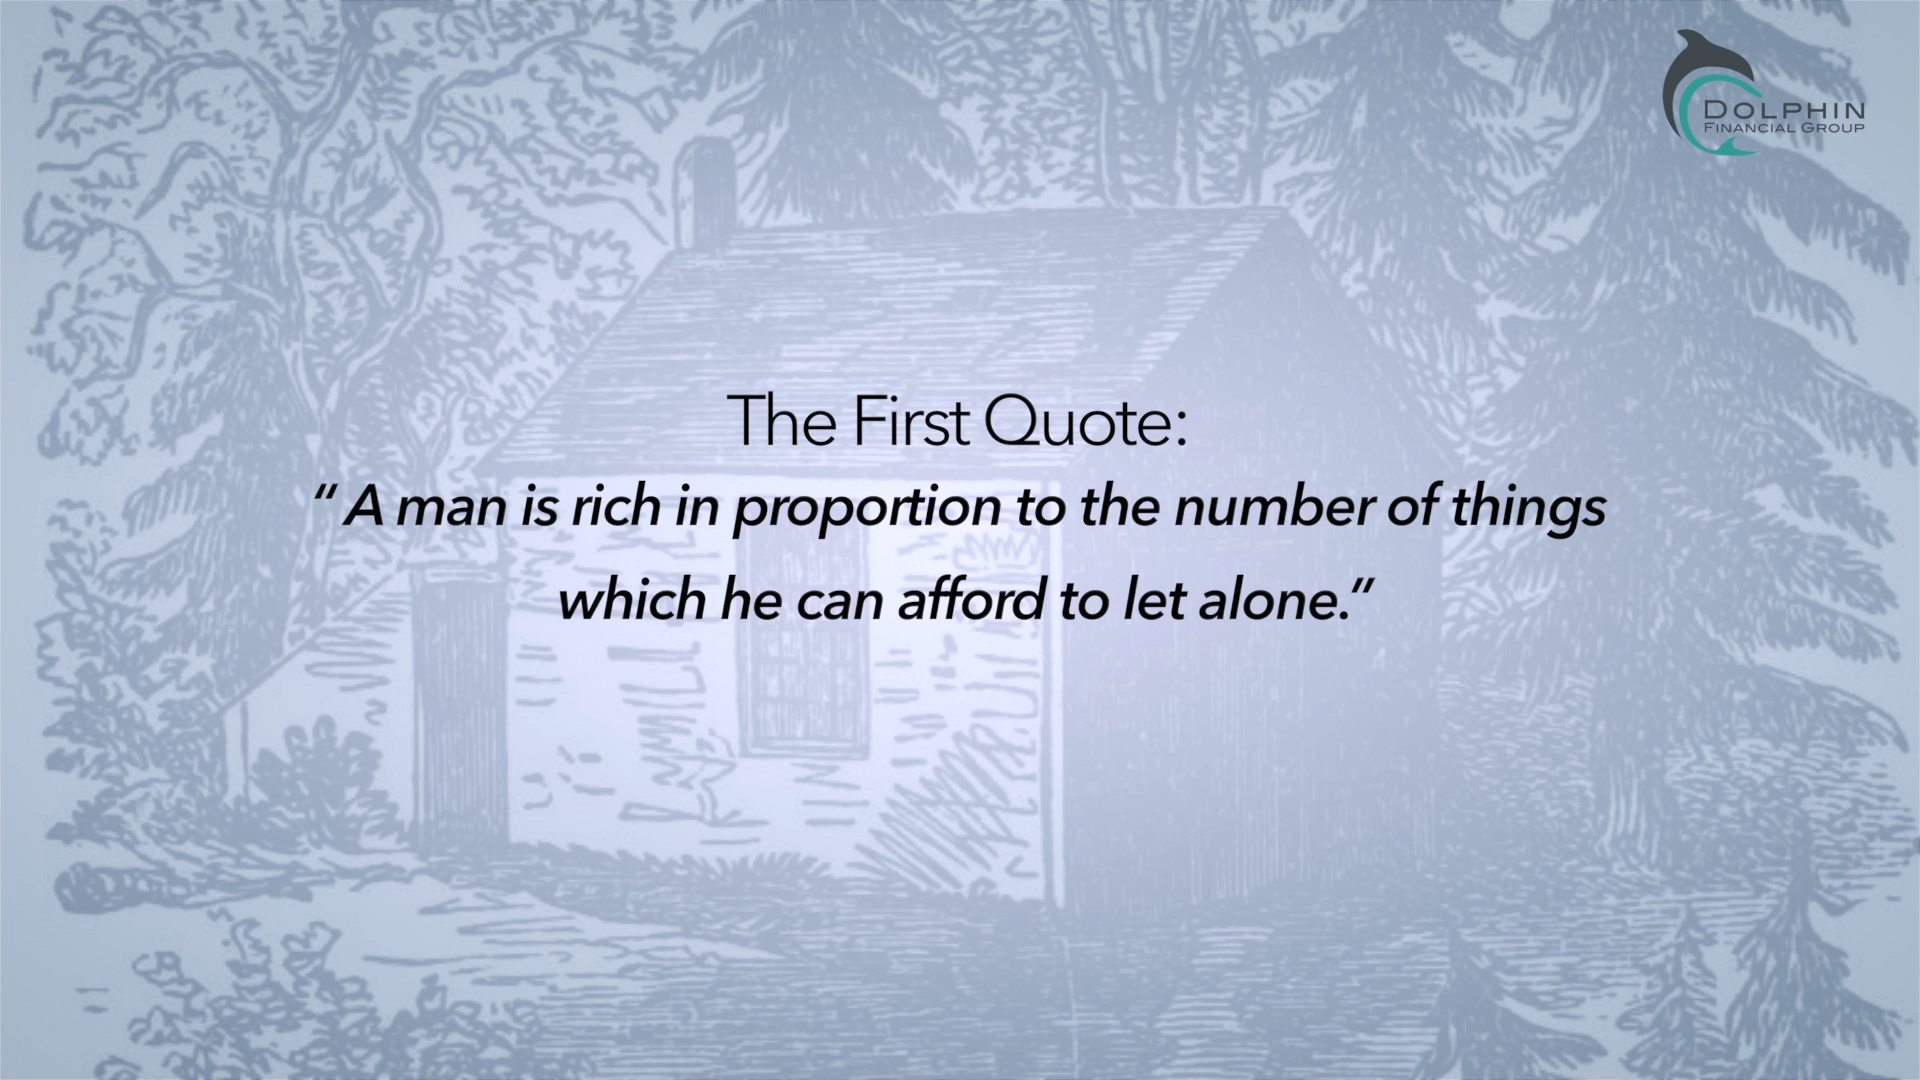 DOLPHIN
FINANCIAL GROUP
The First Quote:
“ A man is rich in proportion to the number of things
which he can afford to let alone.”